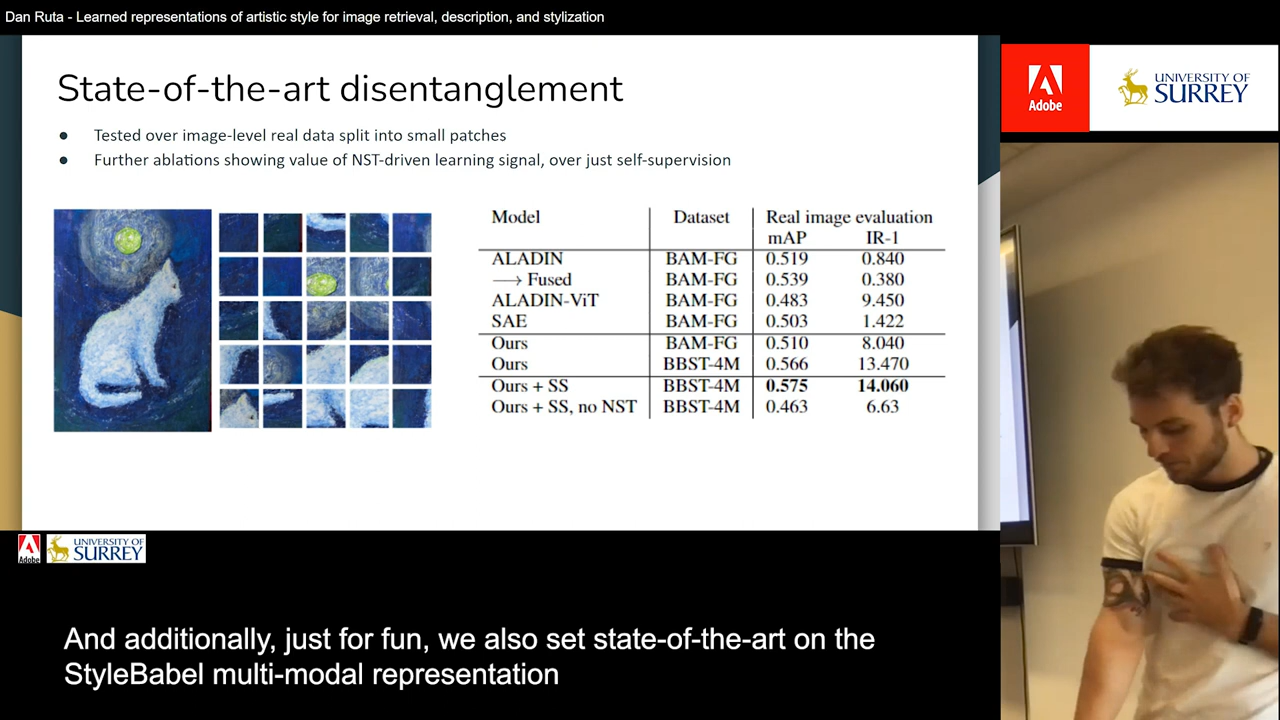 Dan Ruta - Learned representations of artistic style for image retrieval, description, and stylization
State-of-the-art disentanglement
● Tested over image-level real data split into small patches
● Further ablations showing value of NST-driven learning signal, over just self-supervision
Model Dataset Real image evaluation
mAP IR-1
ALADIN BAM-FG 0.519 0.840
⟶ Fused BAM-FG 0.539 0.380
ALADIN-ViT BAM-FG 0.483 9.450
SAE BAM-FG 0.503 1.422
Ours BAM-FG 0.510 8.040
Ours BBST-4M 0.566 13.470
Ours + SS BBST-4M 0.575 14.060
Ours + SS, no NST BBST-4M 0.463 6.63
Adobe
UNIVERSITY OF
SURREY
Adobe
UNIVERSITY OF
SURREY
And additionally, just for fun, we also set state-of-the-art on the
StyleBabel multi-modal representation